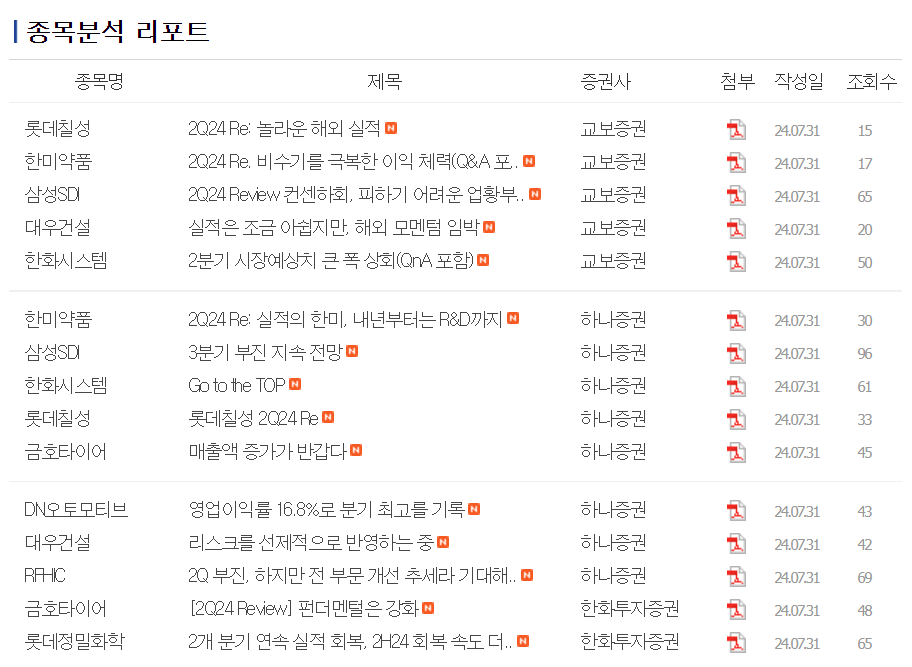 종목분석 리포트
종목명 제목 증권사 첨부 작성일 조회수
롯데칠성 2Q24 Re: 놀라운 해외 실적 N 교보증권 24.07.31 15
한미약품 2Q24 Re. 비수기를 극복한 이익 체력(Q&A 포.. N 교보증권 24.07.31 17
삼성SDI 2Q24 Review 컨센하회, 피하기 어려운 업황부.. N 교보증권 24.07.31 65
대우건설 실적은 조금 아쉽지만, 해외 모멘텀 임박 N 교보증권 24.07.31 20
한화시스템 2분기 시장예상치 큰 폭 상회(QnA 포함) N 교보증권 24.07.31 50
한미약품 2Q24 Re: 실적의 한미, 내년부터는 R&D까지 N 하나증권 24.07.31 30
삼성SDI 3분기 부진 지속 전망 N 하나증권 24.07.31 96
한화시스템 Go to the TOP N 하나증권 24.07.31 61
롯데칠성 롯데칠성 2Q24 Re N 하나증권 24.07.31 33
금호타이어 매출액 증가가 반갑다 N 하나증권 24.07.31 45
DN오토모티브 영업이익률 16.8%로 분기 최고를 기록 N 하나증권 24.07.31 43
대우건설 리스크를 선제적으로 반영하는 중 N 하나증권 24.07.31 42
RFHIC 2Q 부진, 하지만 전 부문 개선 추세라 기대해.. N 하나증권 24.07.31 69
금호타이어 [2Q24 Review] 펀더멘털은 강화 N 한화투자증권 24.07.31 48
롯데정밀화학 2개 분기 연속 실적 회복, 2H24 회복 속도 더.. N 한화투자증권 24.07.31 65